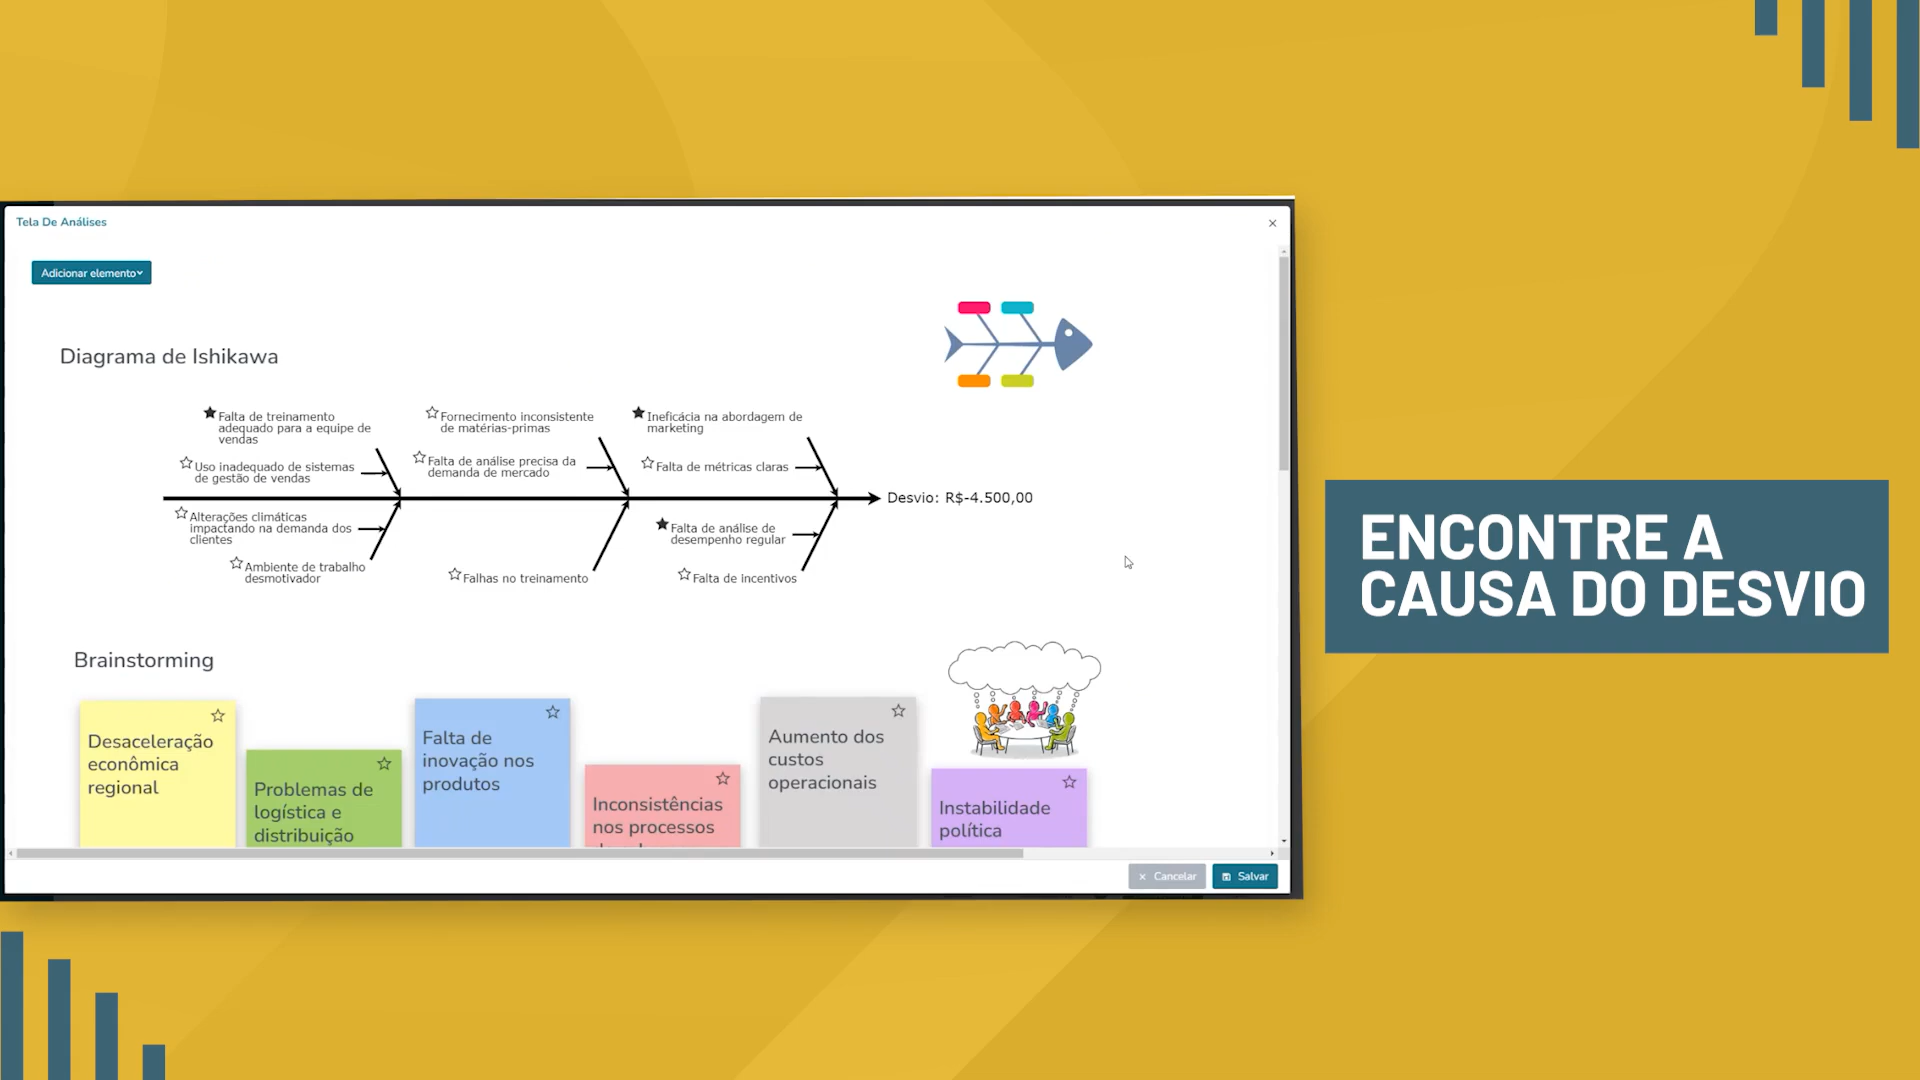 Tela De Análises
Adicionar elemento
Diagrama de Ishikawa
Falta de treinamento
adequado para a equipe de
vendas
Uso inadequado de sistemas
de gestão de vendas
Fornecimento inconsistente
de matérias-primas
Falta de análise precisa da
demanda de mercado
Ineficácia na abordagem de
marketing
Falta de métricas claras
Desvio: R$-4.500,00
Alterações climáticas
impactando na demanda dos
clientes
Ambiente de trabalho
desmotivador
Falhas no treinamento
Falta de análise de
desempenho regular
Falta de incentivos
Brainstorming
Desaceleração
econômica
regional
Problemas de
logística e
distribuição
Falta de
inovação nos
produtos
Inconsistências
nos processos
Aumento dos
custos
operacionais
Instabilidade
política
Cancelar
Salvar
ENCONTRE A
CAUSA DO DESVIO